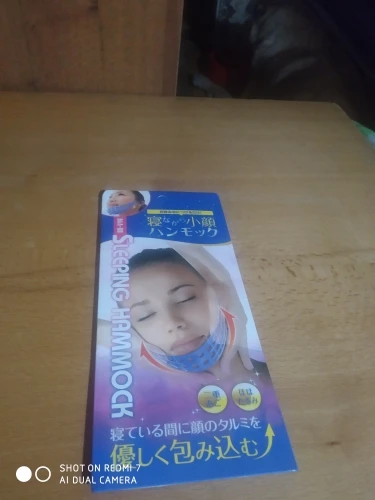 寝ながら小顔
ハンモック
SLEEPING HAMMOCK
寝ている間に顔のタルミを
優しく包み込む
SHOT ON REDMI 7
AI DUAL CAMERA